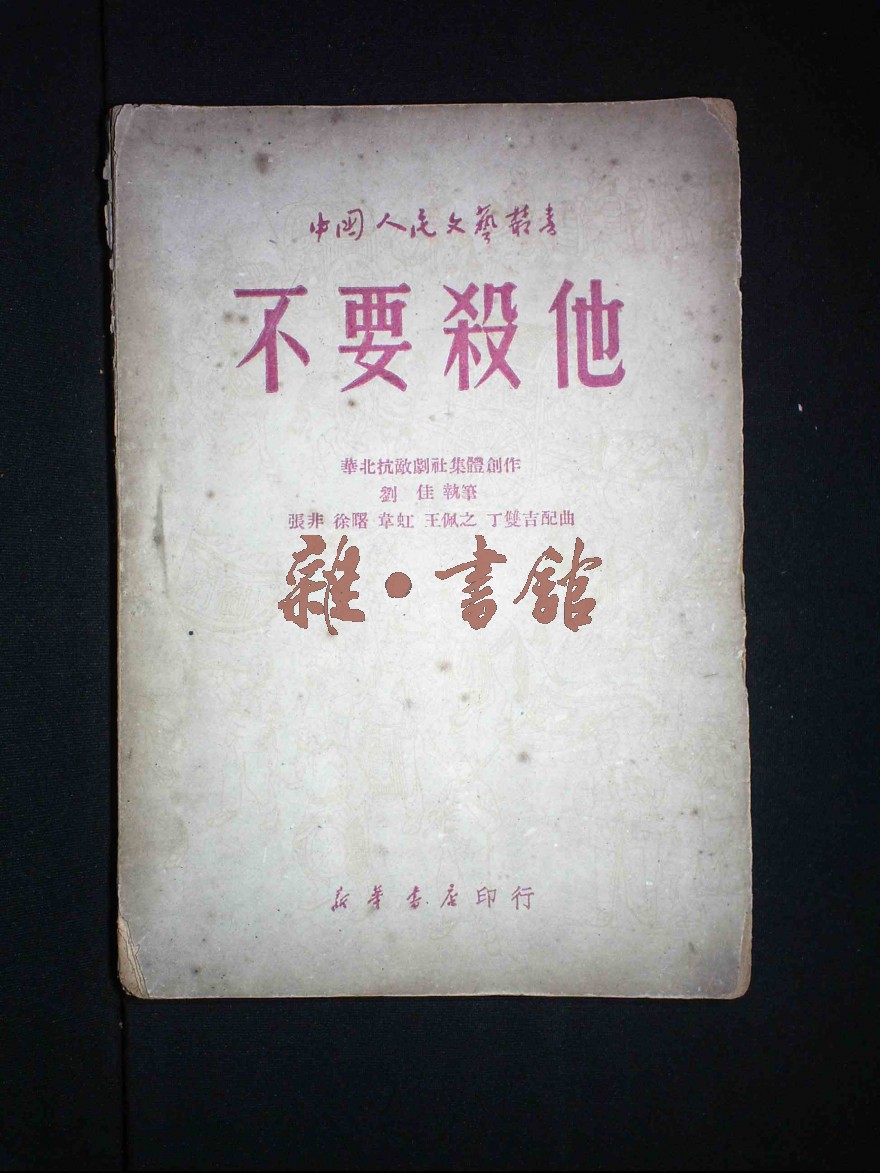 中国人民文藝叢書
不要殺他
華北抗敵劇社集體創作
劉佳執筆
張非 徐曙 韋虹 王佩之 丁雙吉配曲
雜·書館
新華書店印行